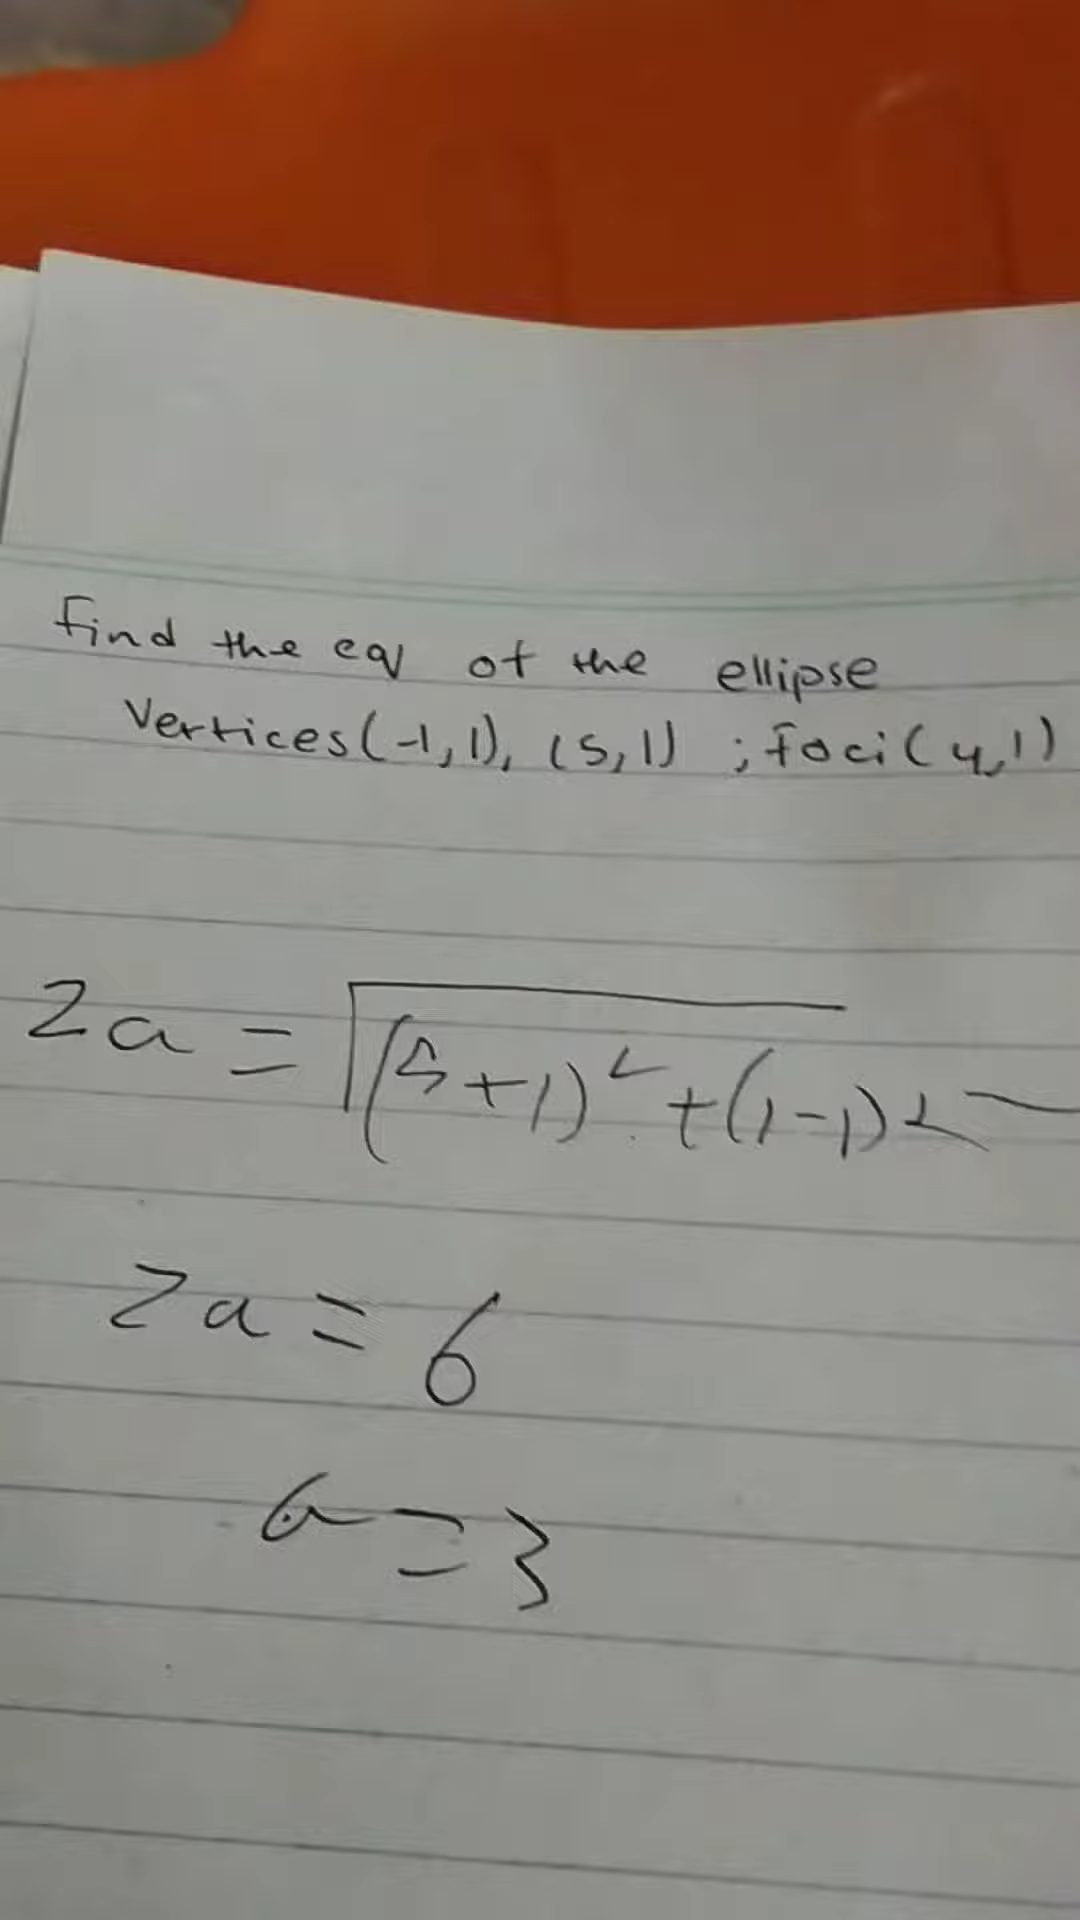 find the eq of the ellipse
Vertices(-1,1), (5,1) ; foci(4,1)
2a = √(5+1)² + (1-1)²
2a = 6
a = 3